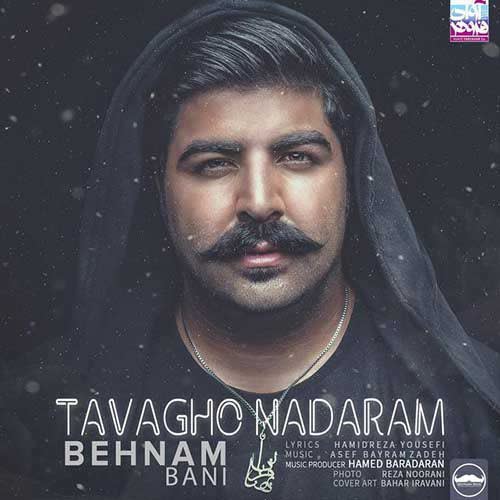 TAVAGHO NADARAM
BEHNAM
BANI
LYRICS HAMIDREZA YOUSEFI
MUSIC ASEF BAYRAMZADEH
MUSIC PRODUCER HAMED BARADARAN
PHOTO REZA NOORANI
COVER ART BAHAR IRAVANI